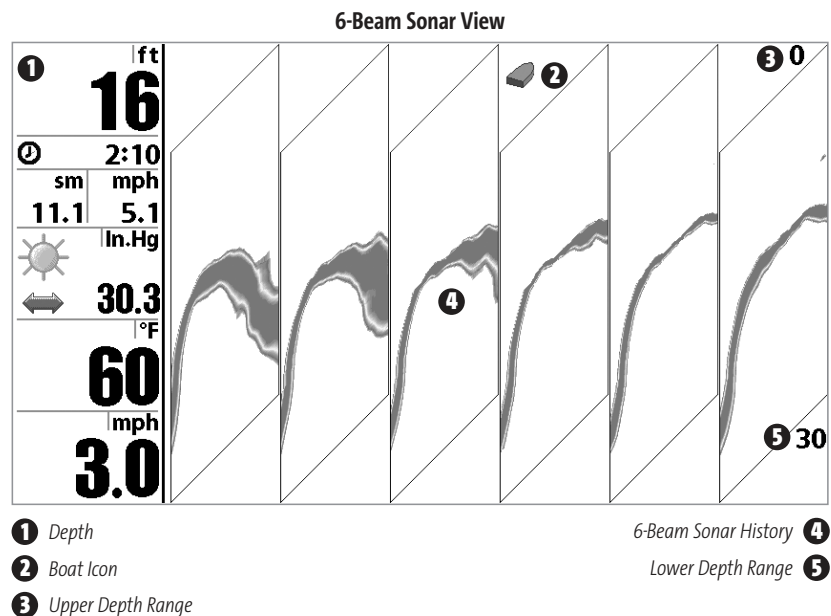 6-Beam Sonar View
1 ft
16
2:10
sm mph
11.1 5.1
In.Hg
30.3
°F
60
mph
3.0
2
3 0
4
5 30
1 Depth
2 Boat Icon
3 Upper Depth Range
6-Beam Sonar History 4
Lower Depth Range 5